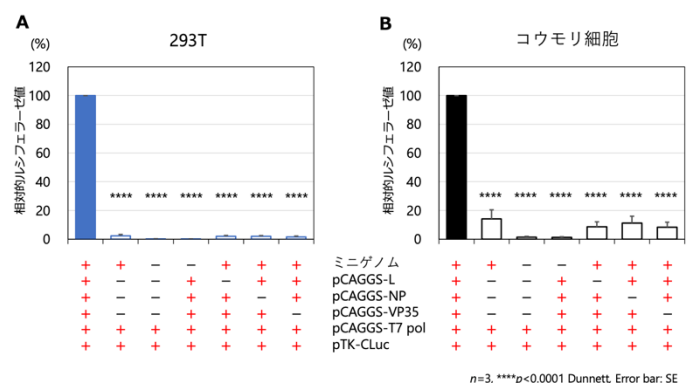 A
B
(%)
293T
(%)
コウモリ細胞
相対的ルシフェラーゼ値
120
100
80
60
40
20
0
**** **** **** **** **** ****
相対的ルシフェラーゼ値
120
100
80
60
40
20
0
**** **** **** **** **** ****
+ + − − + + + ミニゲノム + + − − + + +
+ − − + − + + pCAGGS-L + − − + − + +
+ − − + + − + pCAGGS-NP + − − + + − +
+ − − + + + − pCAGGS-VP35 + − − + + + −
+ + + + + + + pCAGGS-T7 pol + + + + + + +
+ + + + + + + pTK-CLuc + + + + + + +
n=3, ****p<0.0001 Dunnett, Error bar: SE